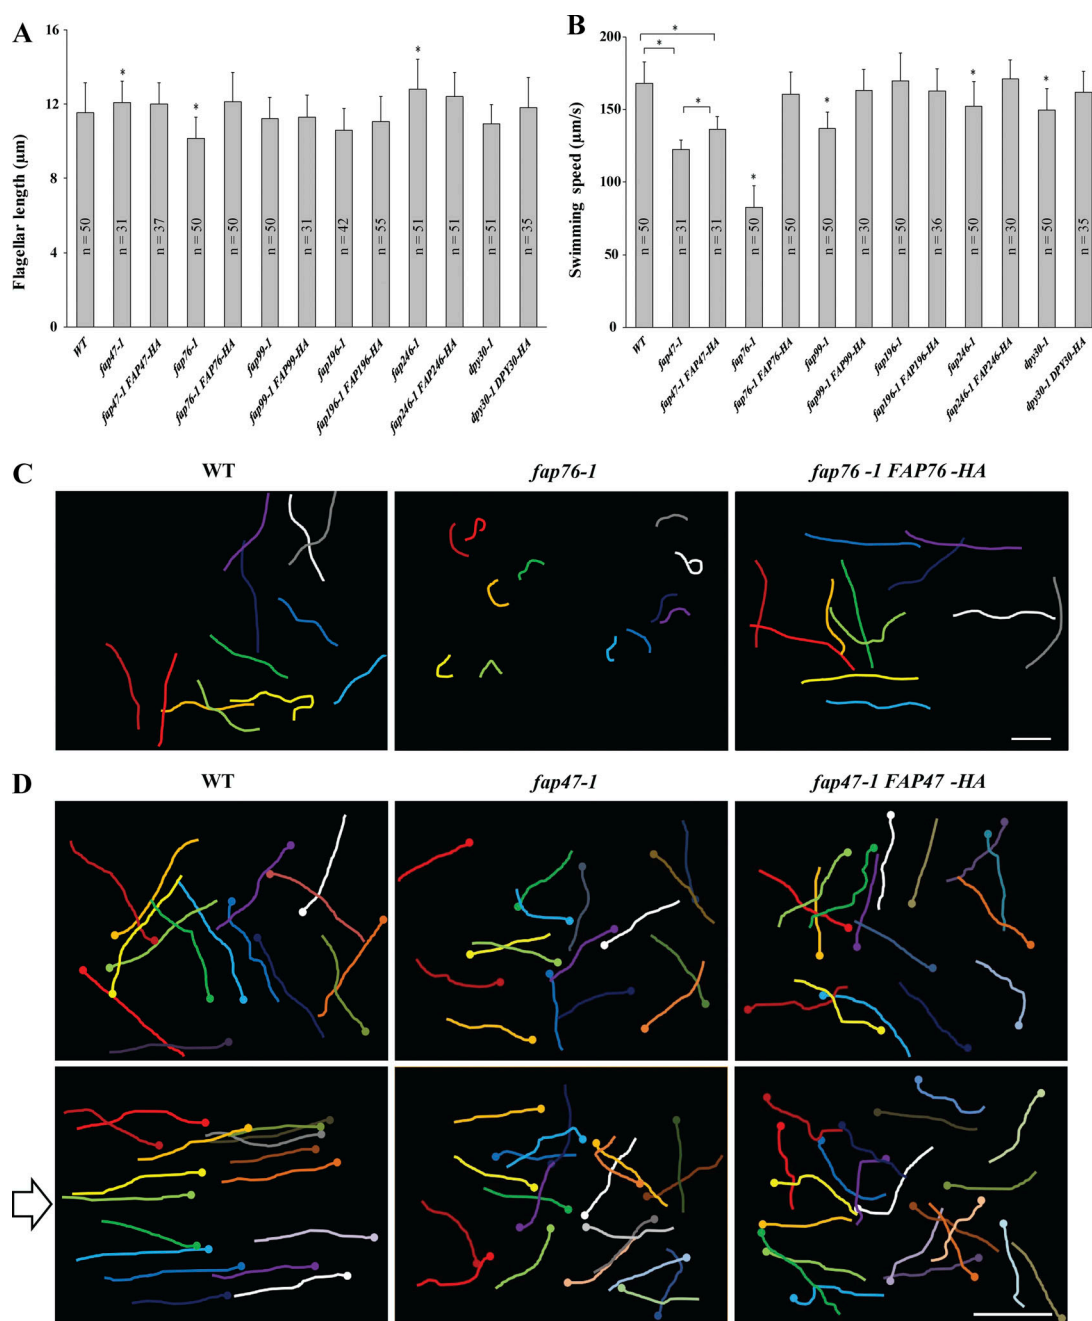 A
Flagellar length (μm)
16
12
8
4
0
n = 50
n = 31
n = 37
n = 50
n = 50
n = 50
n = 31
n = 42
n = 55
n = 51
n = 51
n = 51
n = 35
*
*
*
WT
fap47-1
fap47-1 FAP47-HA
fap76-1
fap76-1 FAP76-HA
fap99-1
fap99-1 FAP99-HA
fap196-1
fap196-1 FAP196-HA
fap246-1
fap246-1 FAP246-HA
dpy30-1
dpy30-1 DPY30-HA
B
Swimming speed (μm/s)
200
150
100
50
0
*
*
*
*
*
*
*
n = 50
n = 31
n = 31
n = 50
n = 50
n = 50
n = 30
n = 50
n = 36
n = 50
n = 30
n = 50
n = 35
WT
fap47-1
fap47-1 FAP47-HA
fap76-1
fap76-1 FAP76-HA
fap99-1
fap99-1 FAP99-HA
fap196-1
fap196-1 FAP196-HA
fap246-1
fap246-1 FAP246-HA
dpy30-1
dpy30-1 DPY30-HA
C
WT
fap76-1
fap76 -1 FAP76 -HA
D
WT
fap47-1
fap47-1 FAP47 -HA